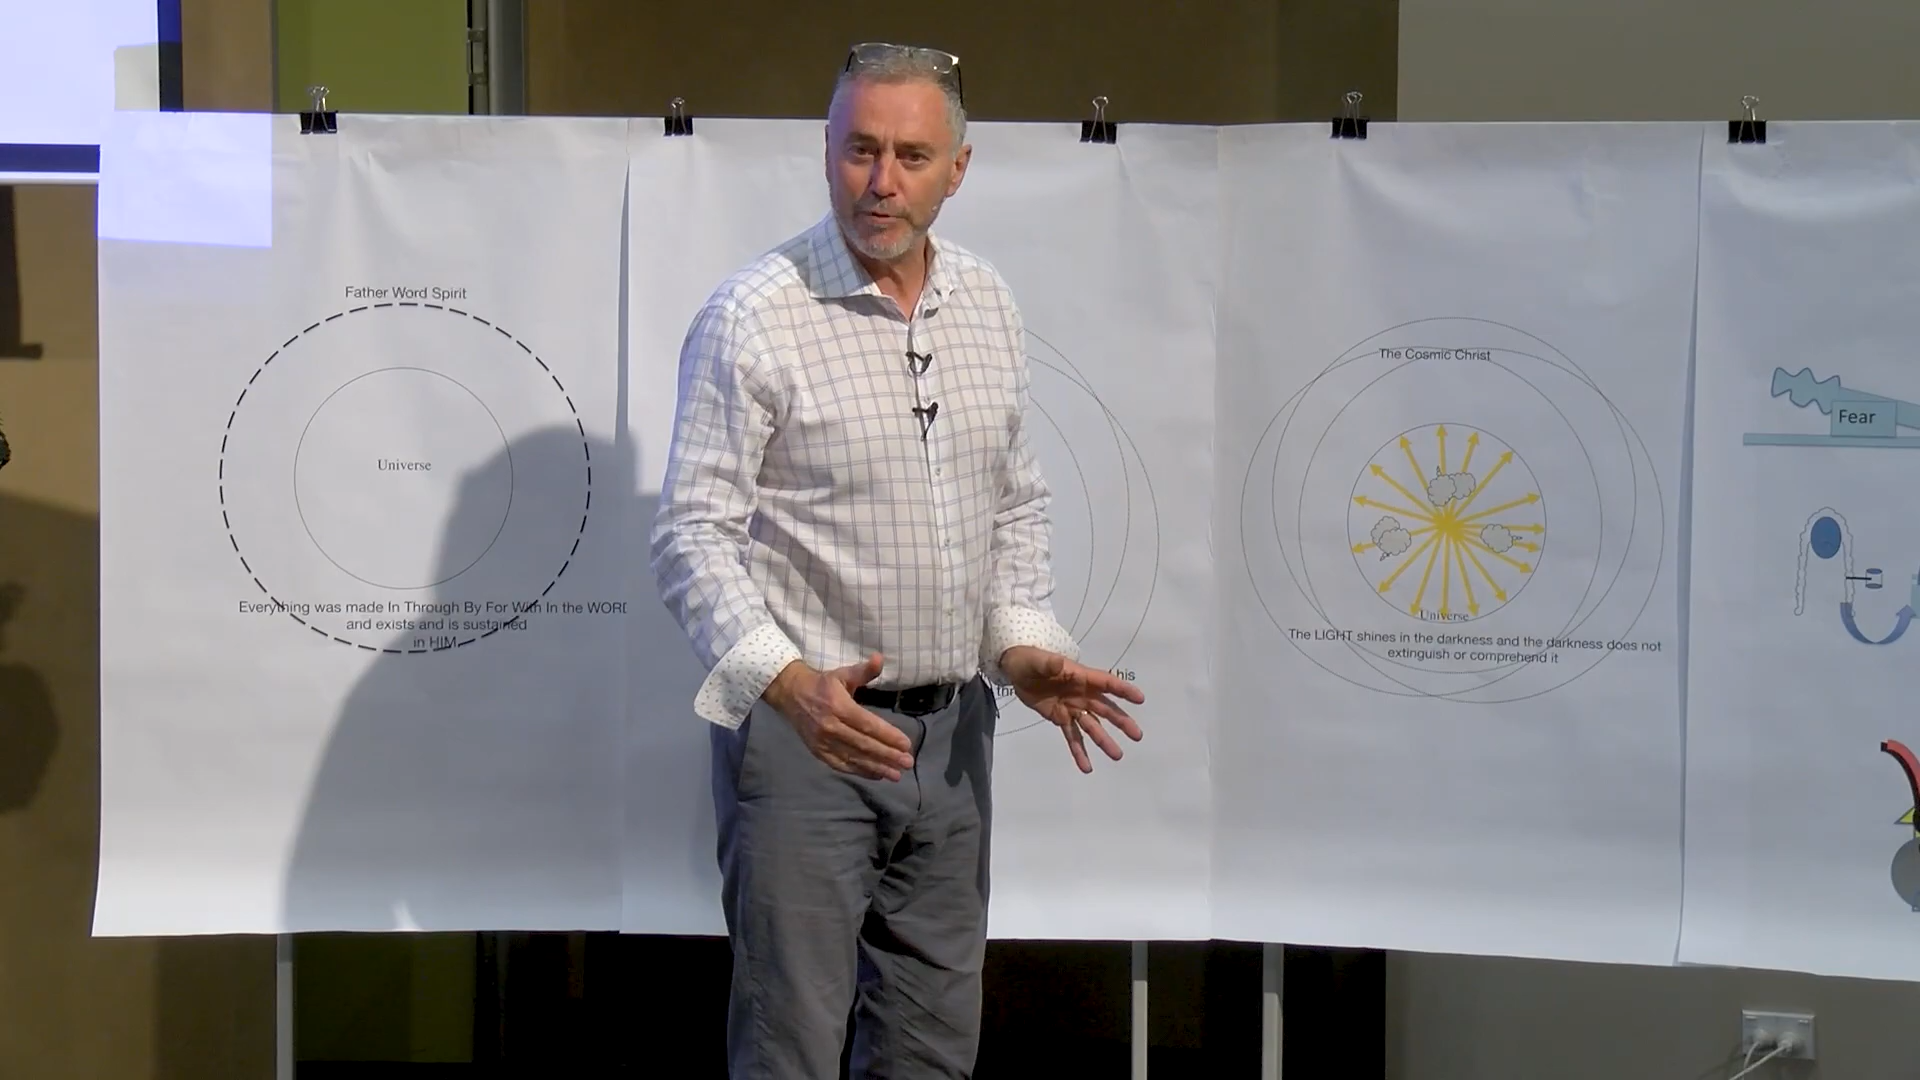 Father Word Spirit
Universe
Everything was made In Through By For With In the WORD
and exists and is sustained
in HIM
his
thr
The Cosmic Christ
Universe
The LIGHT shines in the darkness and the darkness does not
extinguish or comprehend it
Fear